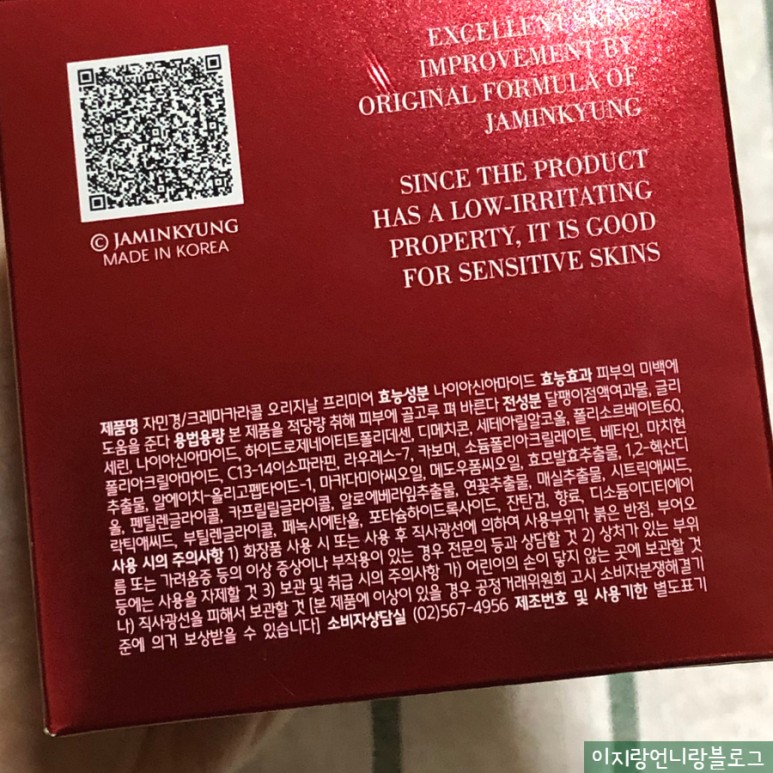 EXCELLENT SKIN
IMPROVEMENT BY
ORIGINAL FORMULA OF
JAMINKYUNG
SINCE THE PRODUCT
HAS A LOW-IRRITATING
PROPERTY, IT IS GOOD
FOR SENSITIVE SKINS
© JAMINKYUNG
MADE IN KOREA
제품명 자민경/크레마카라콜 오리지날 프리미어 효능성분 나이아신아마이드 효능효과 피부의 미백에
도움을 준다 용법용량 본 제품을 적당량 취해 피부에 골고루 펴 바른다 전성분 달팽이점액여과물, 글리
세린, 나이아신아마이드, 하이드로제네이티드폴리데센, 디메치콘, 세테아릴알코올, 폴리소르베이트60,
폴리아크릴아마이드, C13-14이소파라핀, 라우레스-7, 카보머, 소듐폴리아크릴레이트, 베타인, 마치현
추출물, 알에이치-올리고펩타이드-1, 마카다미아씨오일, 메도우폼씨오일, 효모발효추출물, 1,2-헥산디
올, 펜틸렌글라이콜, 카프릴릴글라이콜, 알로에베라잎추출물, 연꽃추출물, 매실추출물, 시트릭애씨드,
락틱애씨드, 부틸렌글라이콜, 페녹시에탄올, 포타슘하이드록사이드, 잔탄검, 향료, 디소듐이디티에이
사용 시의 주의사항 1) 화장품 사용 시 또는 사용 후 직사광선에 의하여 사용부위가 붉은 반점, 부어오
름 또는 가려움증 등의 이상 증상이나 부작용이 있는 경우 전문의 등과 상담할 것 2) 상처가 있는 부위
등에는 사용을 자제할 것 3) 보관 및 취급 시의 주의사항 가) 어린이의 손이 닿지 않는 곳에 보관할 것
나) 직사광선을 피해서 보관할 것 [본 제품에 이상이 있을 경우 공정거래위원회 고시 소비자분쟁해결기
준에 의거 보상받을 수 있습니다] 소비자상담실 (02)567-4956 제조번호 및 사용기한 별도표기
이지랑언니랑블로그